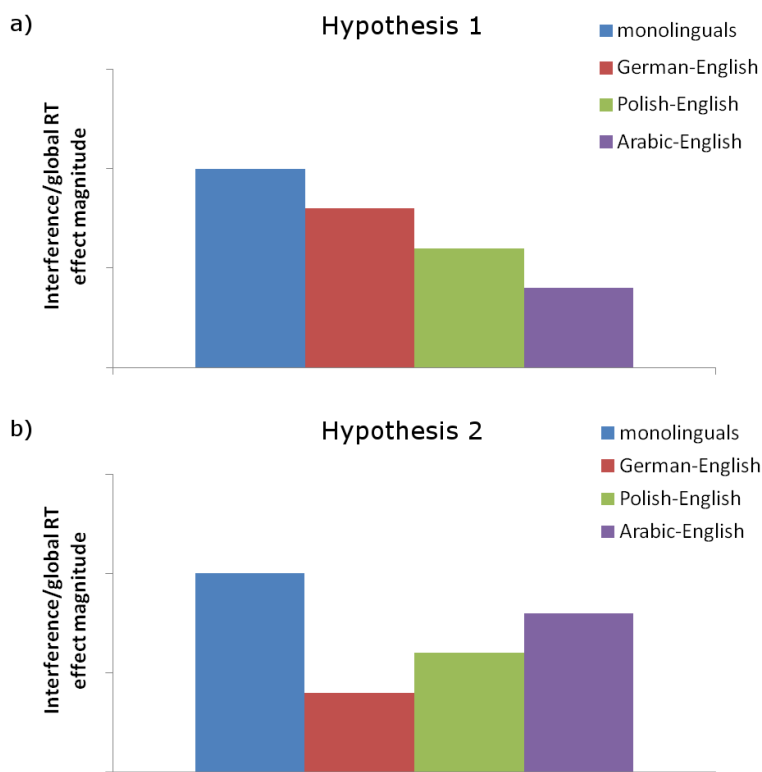 a)
Hypothesis 1
monolinguals
German-English
Polish-English
Arabic-English
Interference/global RT
effect magnitude
b)
Hypothesis 2
monolinguals
German-English
Polish-English
Arabic-English
Interference/global RT
effect magnitude